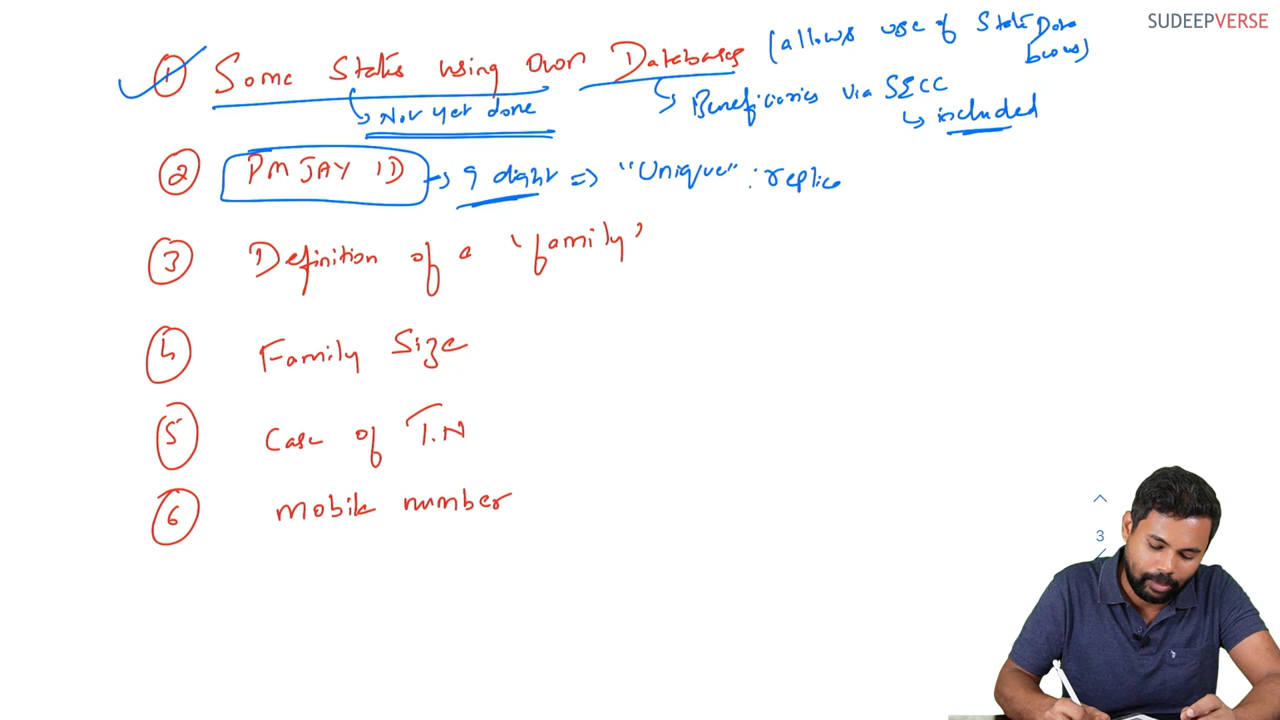 SUDEEPVERSE
① Some States using Own Databases (allows use of State Data
bases)
↳ Not yet done
↳ Beneficiaries via SECC
↳ included
② PMJAY ID → 9 digit => "Unique" : replica
③ Definition of a 'family'
④ Family Size
⑤ Case of T.N
⑥ Mobile number
3